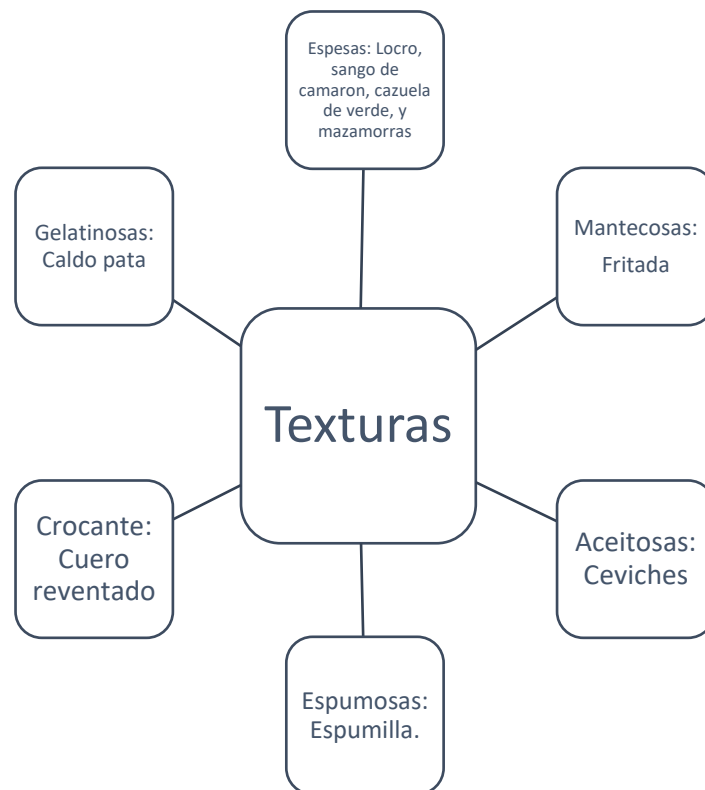 Espesas: Locro,
sango de
camaron, cazuela
de verde, y
mazamorras
Gelatinosas:
Caldo pata
Mantecosas:
Fritada
Texturas
Crocante:
Cuero
reventado
Aceitosas:
Ceviches
Espumosas:
Espumilla.